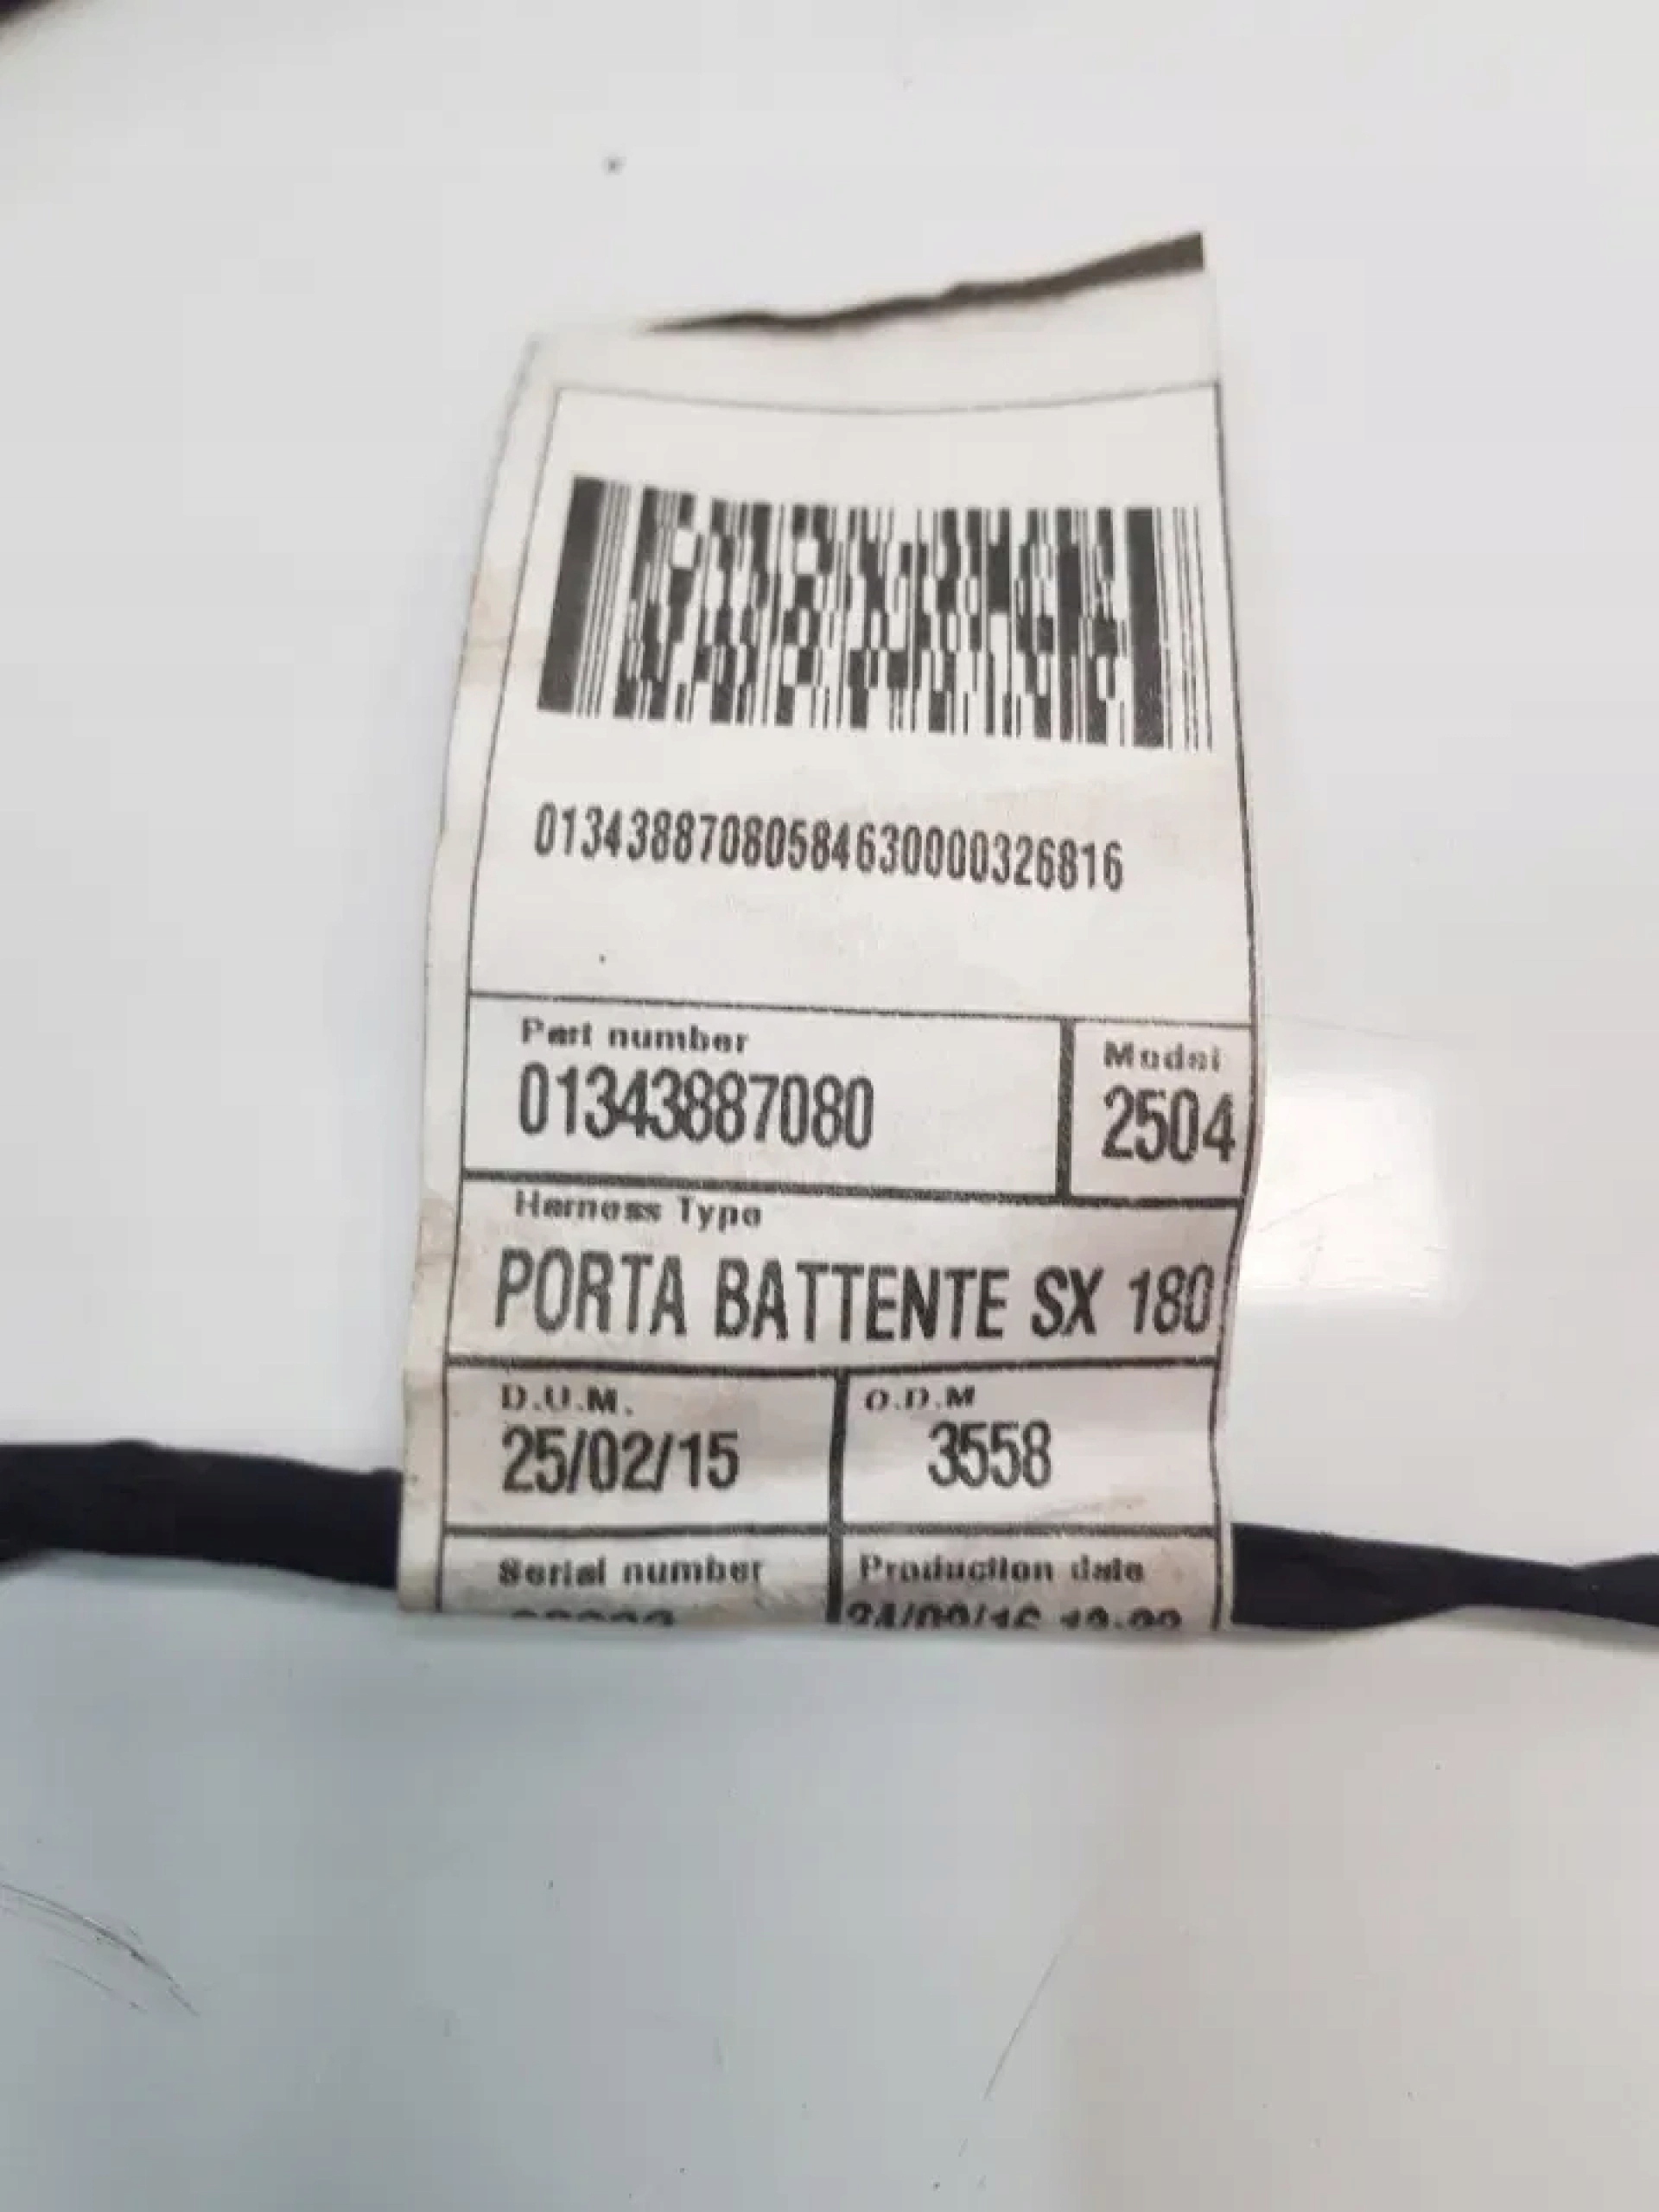 01343887080584630000326816
Part number
Model
01343887080
2504
Harness Type
PORTA BATTENTE SX 180
D.U.M.
O.D.M
25/02/15
3558
Serial number
Production date